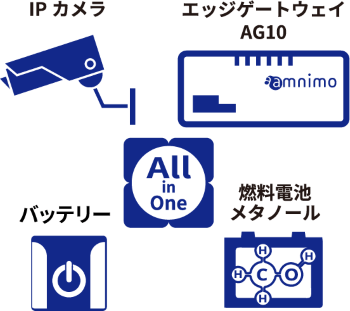 IP カメラ
エッジゲートウェイ
AG10
amnimo
All
in
One
バッテリー
燃料電池
メタノール
H
H
H
C
O
H